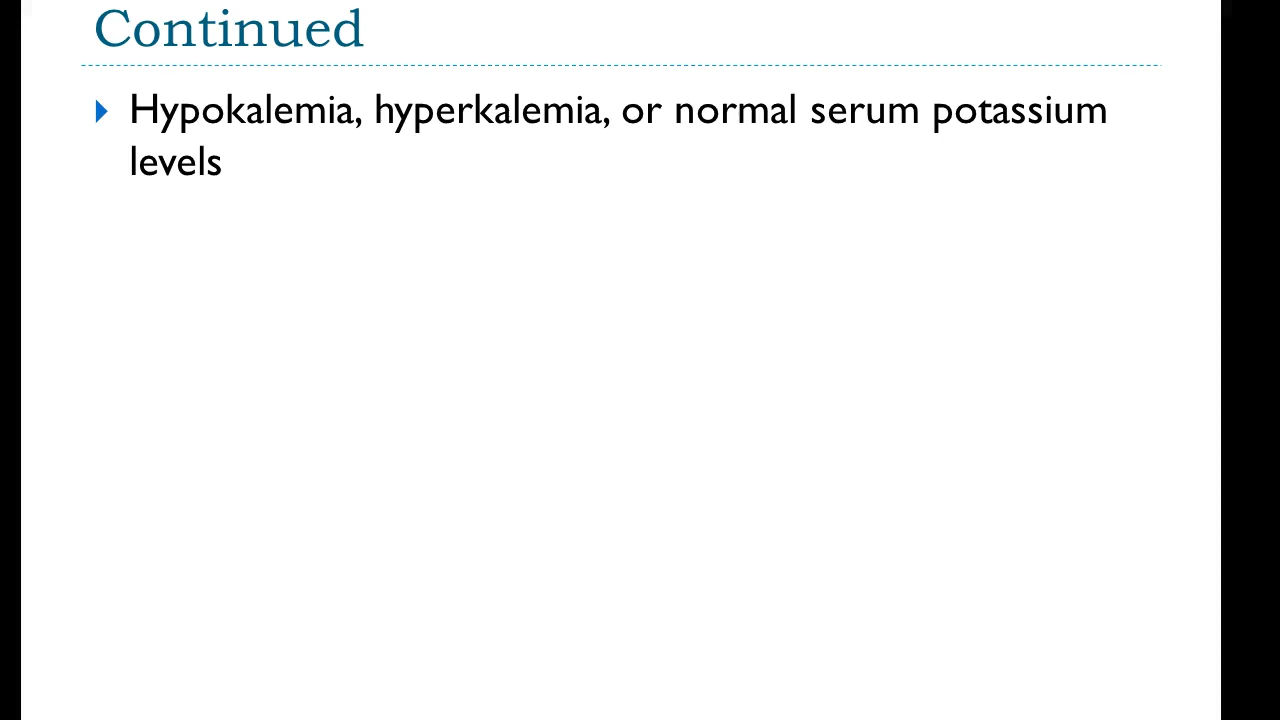 Continued
Hypokalemia, hyperkalemia, or normal serum potassium
levels